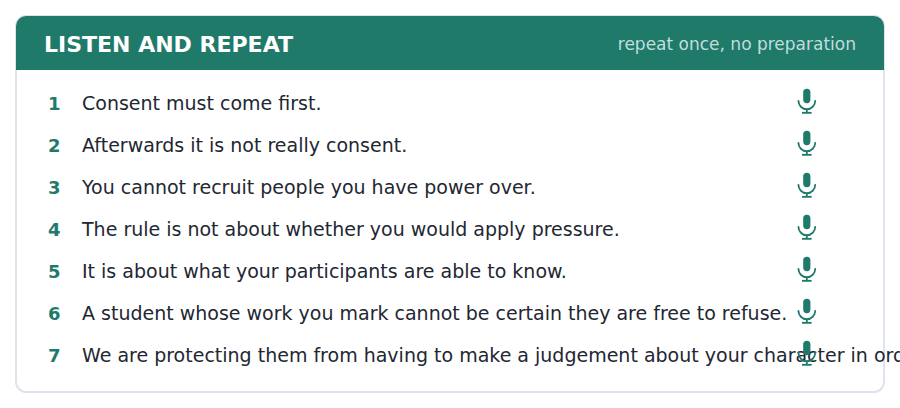 LISTEN AND REPEAT repeat once, no preparation
1 Consent must come first.
2 Afterwards it is not really consent.
3 You cannot recruit people you have power over.
4 The rule is not about whether you would apply pressure.
5 It is about what your participants are able to know.
6 A student whose work you mark cannot be certain they are free to refuse.
7 We are protecting them from having to make a judgement about your character in